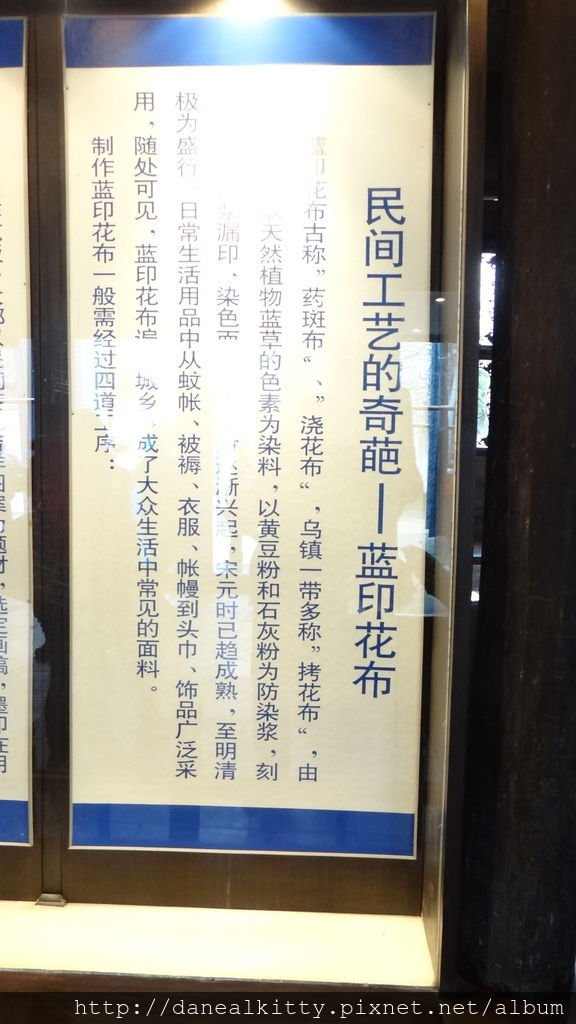 民间工艺的奇葩—蓝印花布
印花布古称”药斑布“、”浇花布“，乌镇一带多称”拷花布“，由
天然植物蓝草的色素为染料，以黄豆粉和石灰粉为防染浆，刻
漏印，染色而 渐兴起，宋元时已趋成熟，至明清
极为盛行。日常生活用品中从蚊帐、被褥、衣服、帐幔到头巾、饰品广泛采
用，随处可见，蓝印花布遍 城乡，成了大众生活中常见的面料。
制作蓝印花布一般需经过四道工序：
http://danealkitty.pixnet.net/album